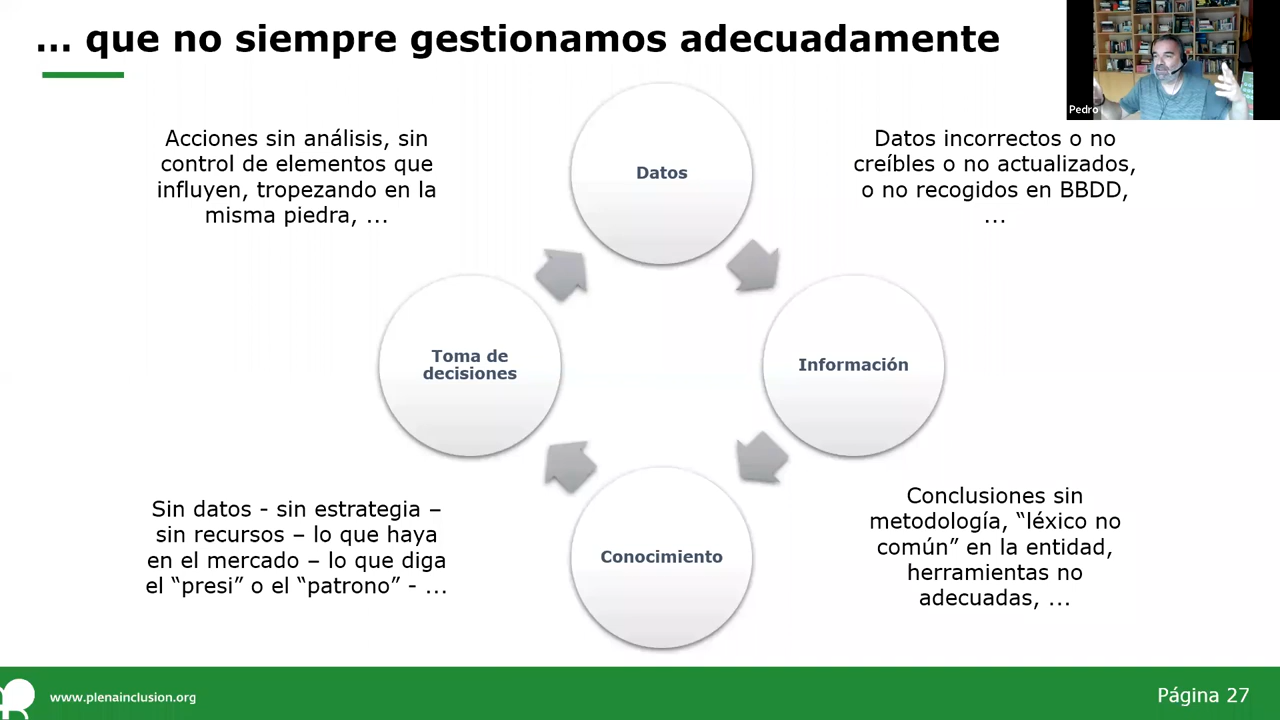 ... que no siempre gestionamos adecuadamente
Pedro
Acciones sin análisis, sin
control de elementos que
influyen, tropezando en la
misma piedra, ...
Datos
Datos incorrectos o no
creíbles o no actualizados,
o no recogidos en BBDD,
...
Toma de
decisiones
Información
Sin datos - sin estrategia –
sin recursos – lo que haya
en el mercado – lo que diga
el “presi” o el “patrono” - ...
Conocimiento
Conclusiones sin
metodología, “léxico no
común” en la entidad,
herramientas no
adecuadas, ...
www.plenainclusion.org
Página 27